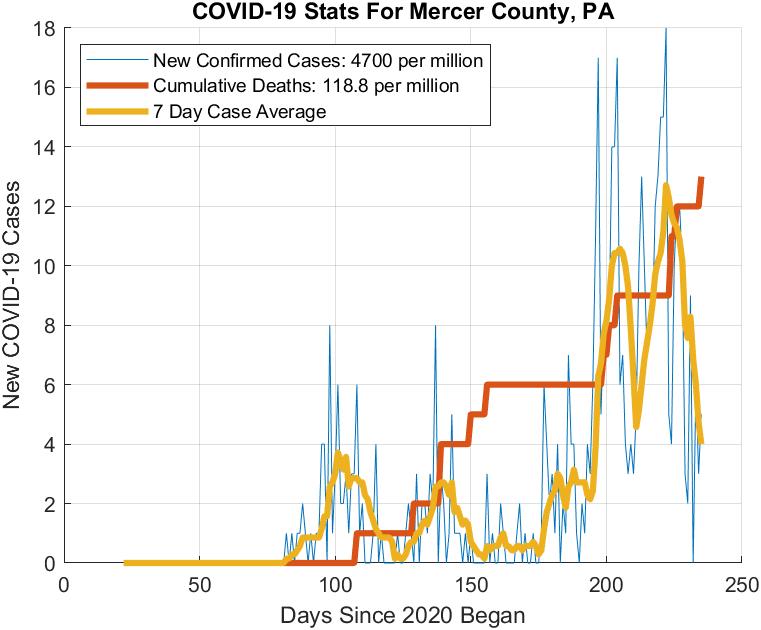 COVID-19 Stats For Mercer County, PA
New Confirmed Cases: 4700 per million
Cumulative Deaths: 118.8 per million
7 Day Case Average
New COVID-19 Cases
18
16
14
12
10
8
6
4
2
0
0 50 100 150 200 250
Days Since 2020 Began